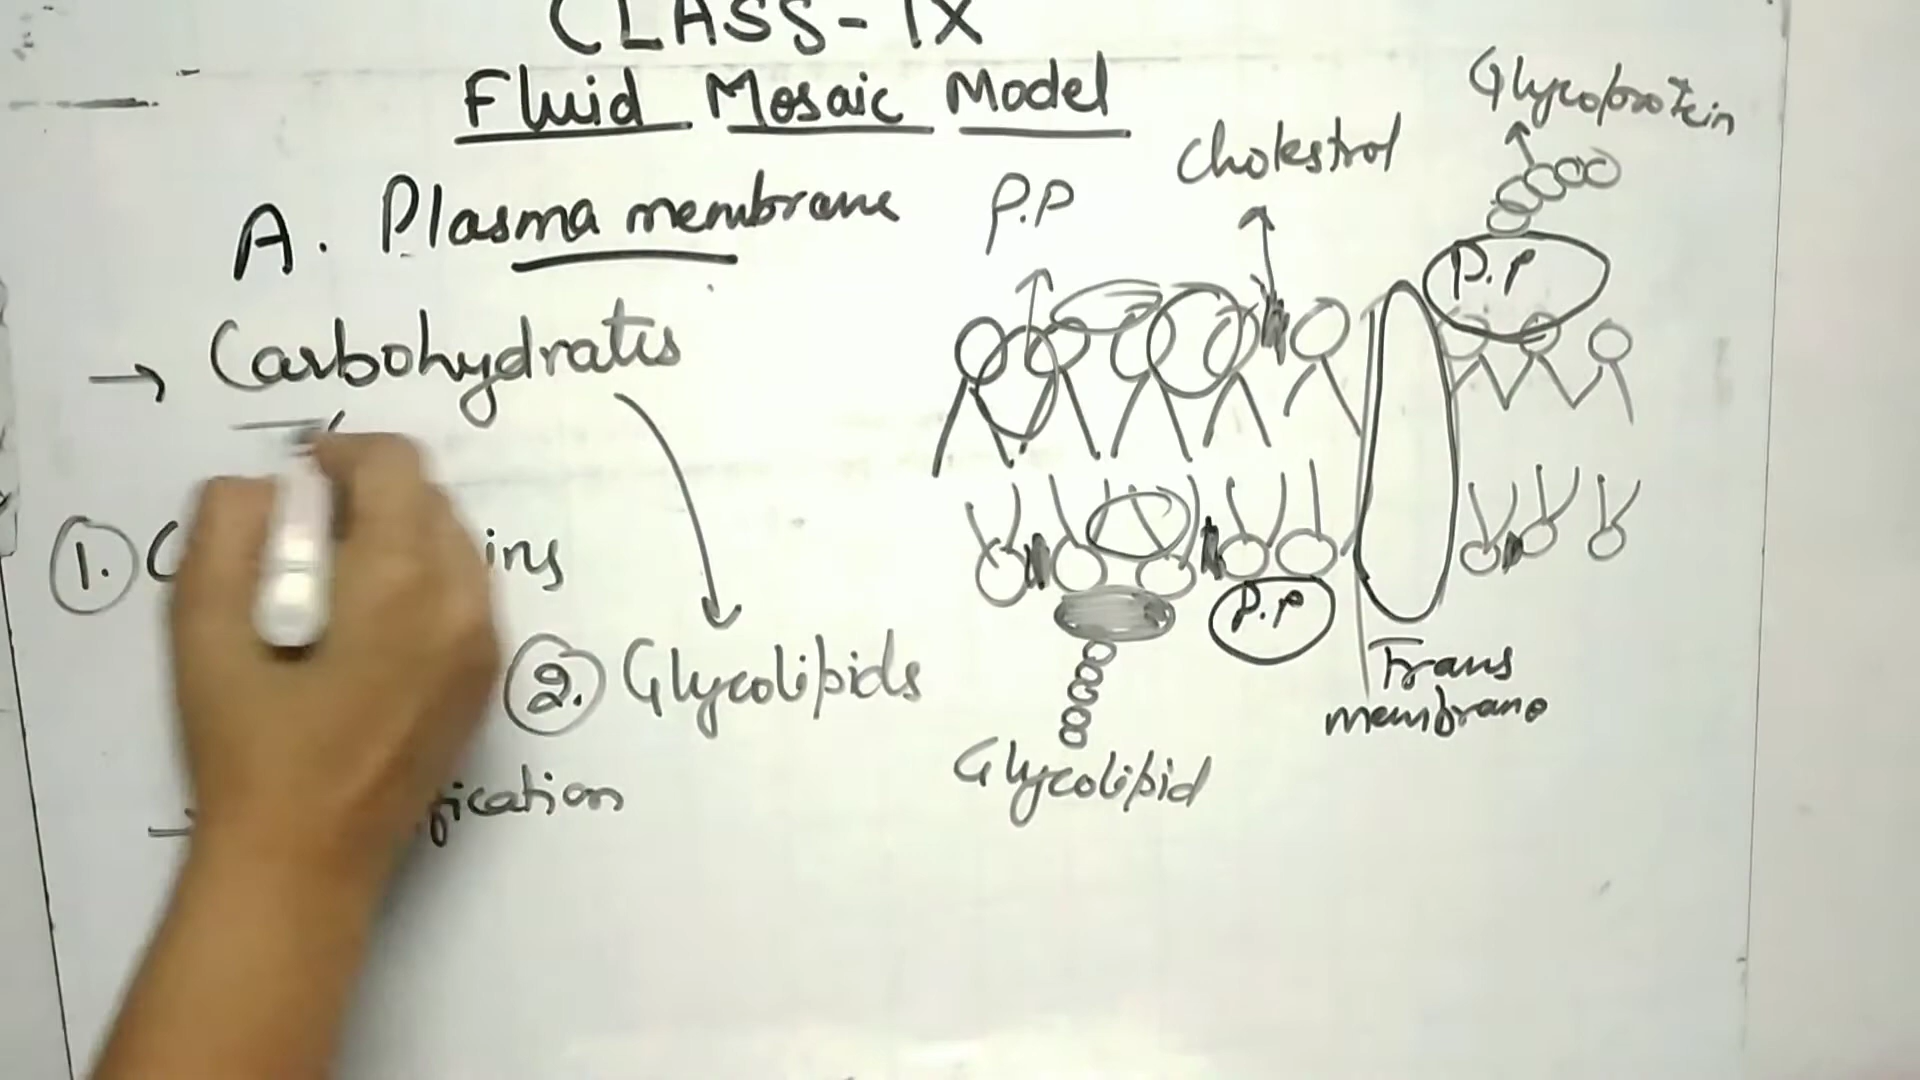 CLASS-IX
Fluid Mosaic Model
A. Plasma membrane
→ Carbohydrates
1.
2. Glycolipids
P.P
Cholestrol
Glycoprotein
P.P
P.P
Trans
membrane
Glycolipid